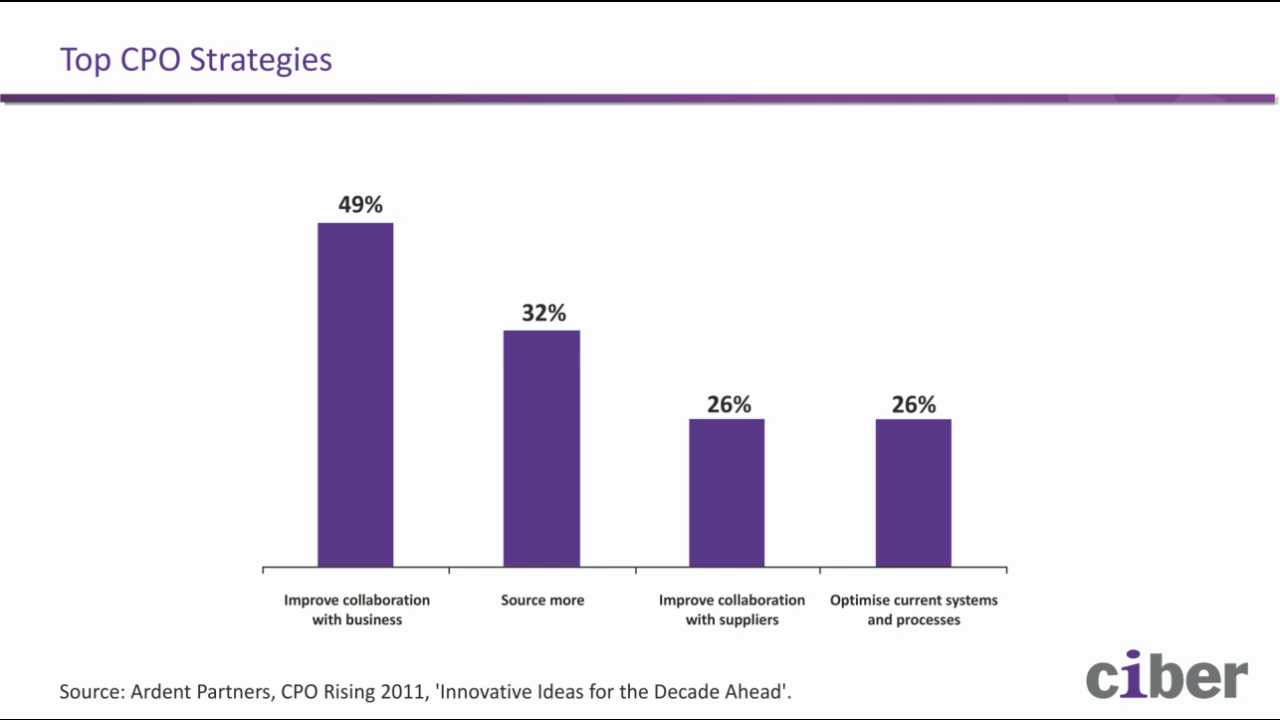 Top CPO Strategies
49%
32%
26%
26%
Improve collaboration
with business
Source more
Improve collaboration
with suppliers
Optimise current systems
and processes
Source: Ardent Partners, CPO Rising 2011, 'Innovative Ideas for the Decade Ahead'.
ciber